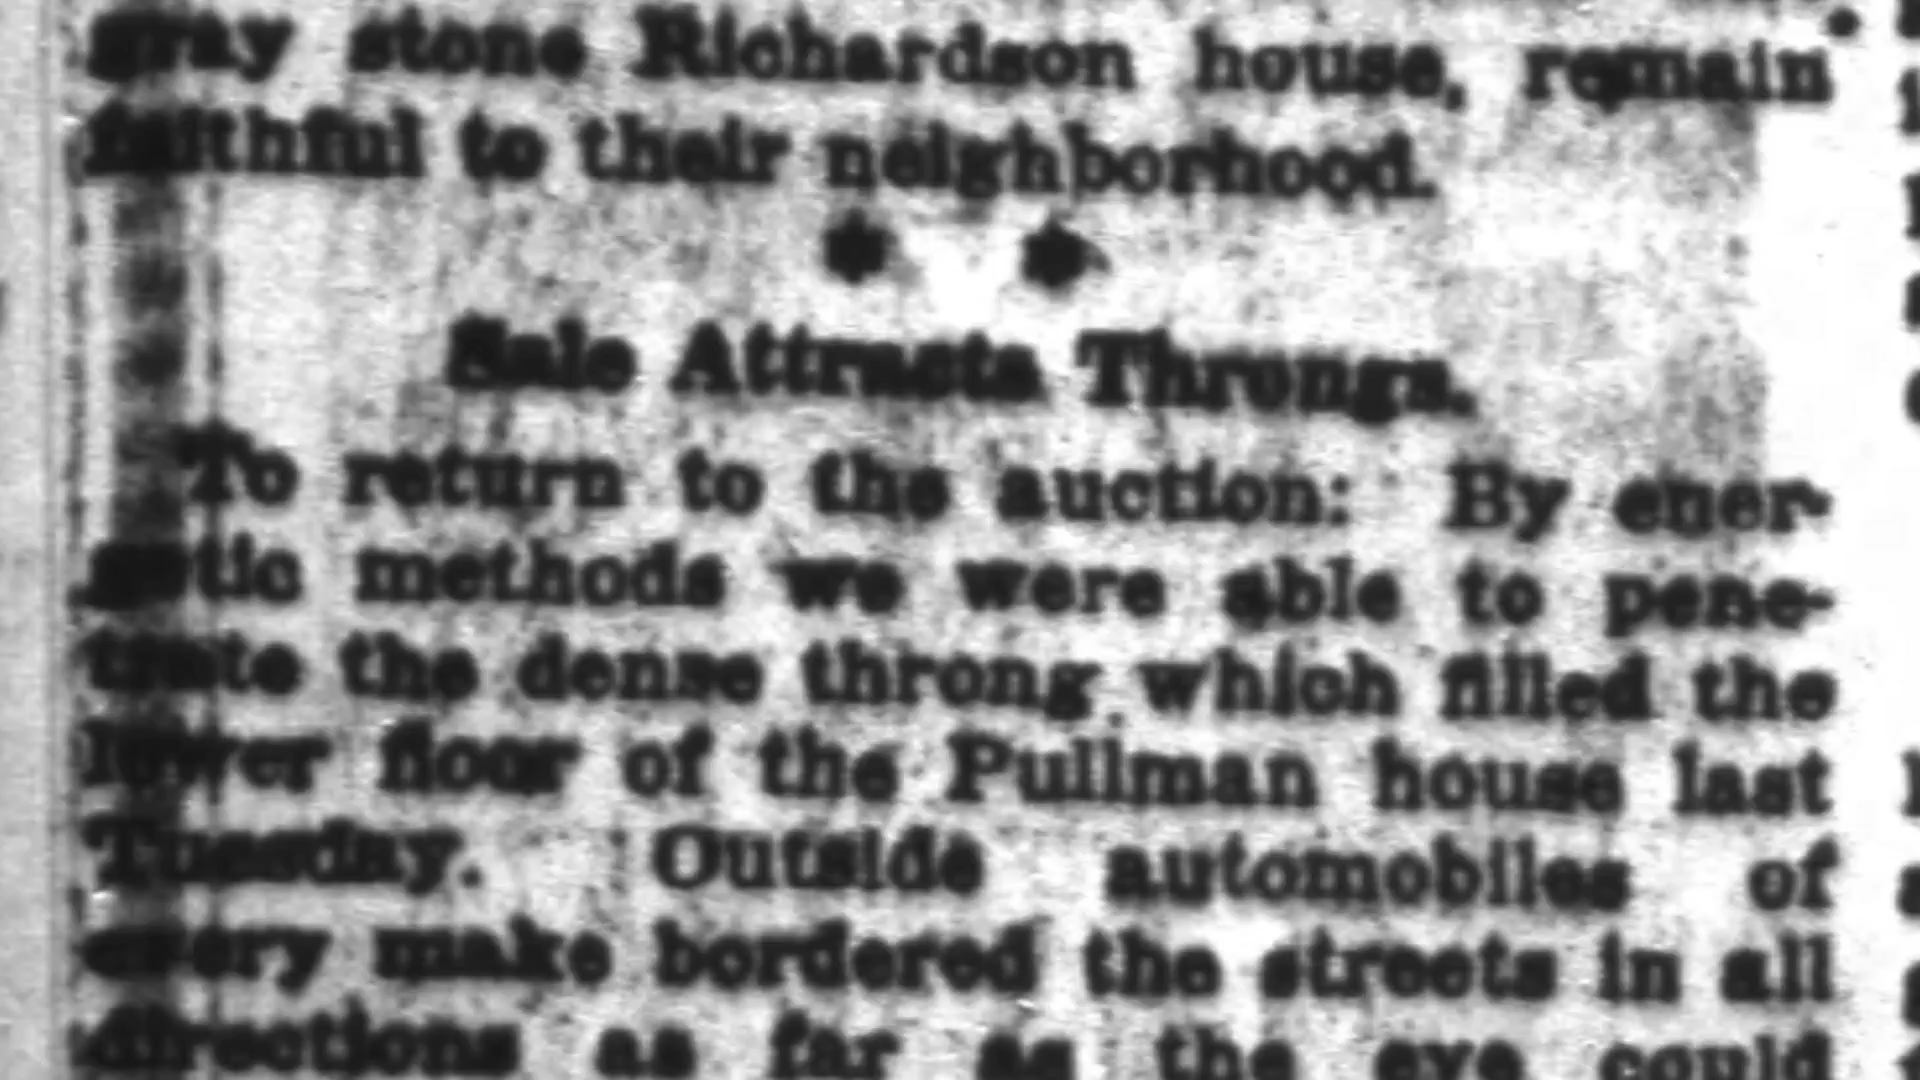 gray stone Richardson house, remain
faithful to their neighborhood.
* *
Sale Attracts Throngs.
To return to the auction: By ener-
getic methods we were able to pene-
trate the dense throng which filled the
lower floor of the Pullman house last
Tuesday. Outside automobiles of
every make bordered the streets in all
directions as far as the eye could